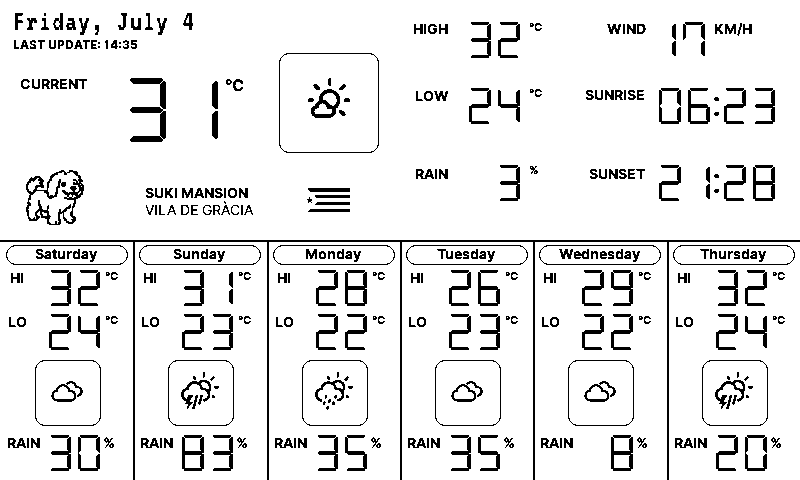 Friday, July 4
LAST UPDATE: 14:35
CURRENT 31 °C
HIGH 32 °C
WIND 17 KM/H
LOW 24 °C
SUNRISE 06:23
RAIN 3 %
SUNSET 21:28
SUKI MANSION
VILA DE GRÀCIA
Saturday
HI 32 °C
LO 24 °C
RAIN 30 %
Sunday
HI 31 °C
LO 23 °C
RAIN 83 %
Monday
HI 28 °C
LO 22 °C
RAIN 35 %
Tuesday
HI 26 °C
LO 23 °C
RAIN 35 %
Wednesday
HI 29 °C
LO 22 °C
RAIN 8 %
Thursday
HI 32 °C
LO 24 °C
RAIN 20 %